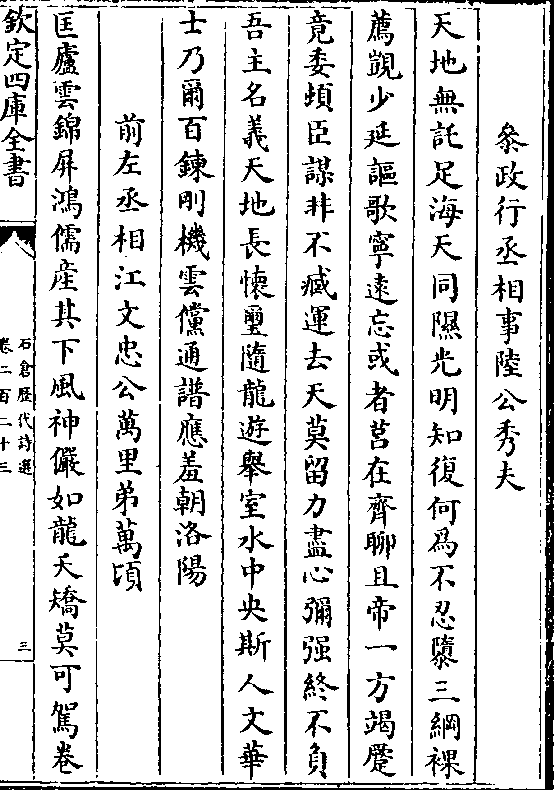 叅政行丞相事陸公秀夫
天地無託足海天同隰光明知復何為不忍隳三綱祼
薦覬少延謳歌寧遠忘或者莒在齊聊且帝一方竭蹷
竟委頃臣謀非不臧運去天莫留力盡心彌强終不負
吾主名義天地長懐璽隨龍遊舉室水中央斯人文華
士乃爾百鍊剛機雲儻通譜應羞朝洛陽
前左丞相江文忠公萬里弟萬頃
匡廬雲錦屏鴻儒産其下風神儼如龍夭矯莫可駕卷
欽定四庫全書
石倉歴代詩選
卷二百二十三
三